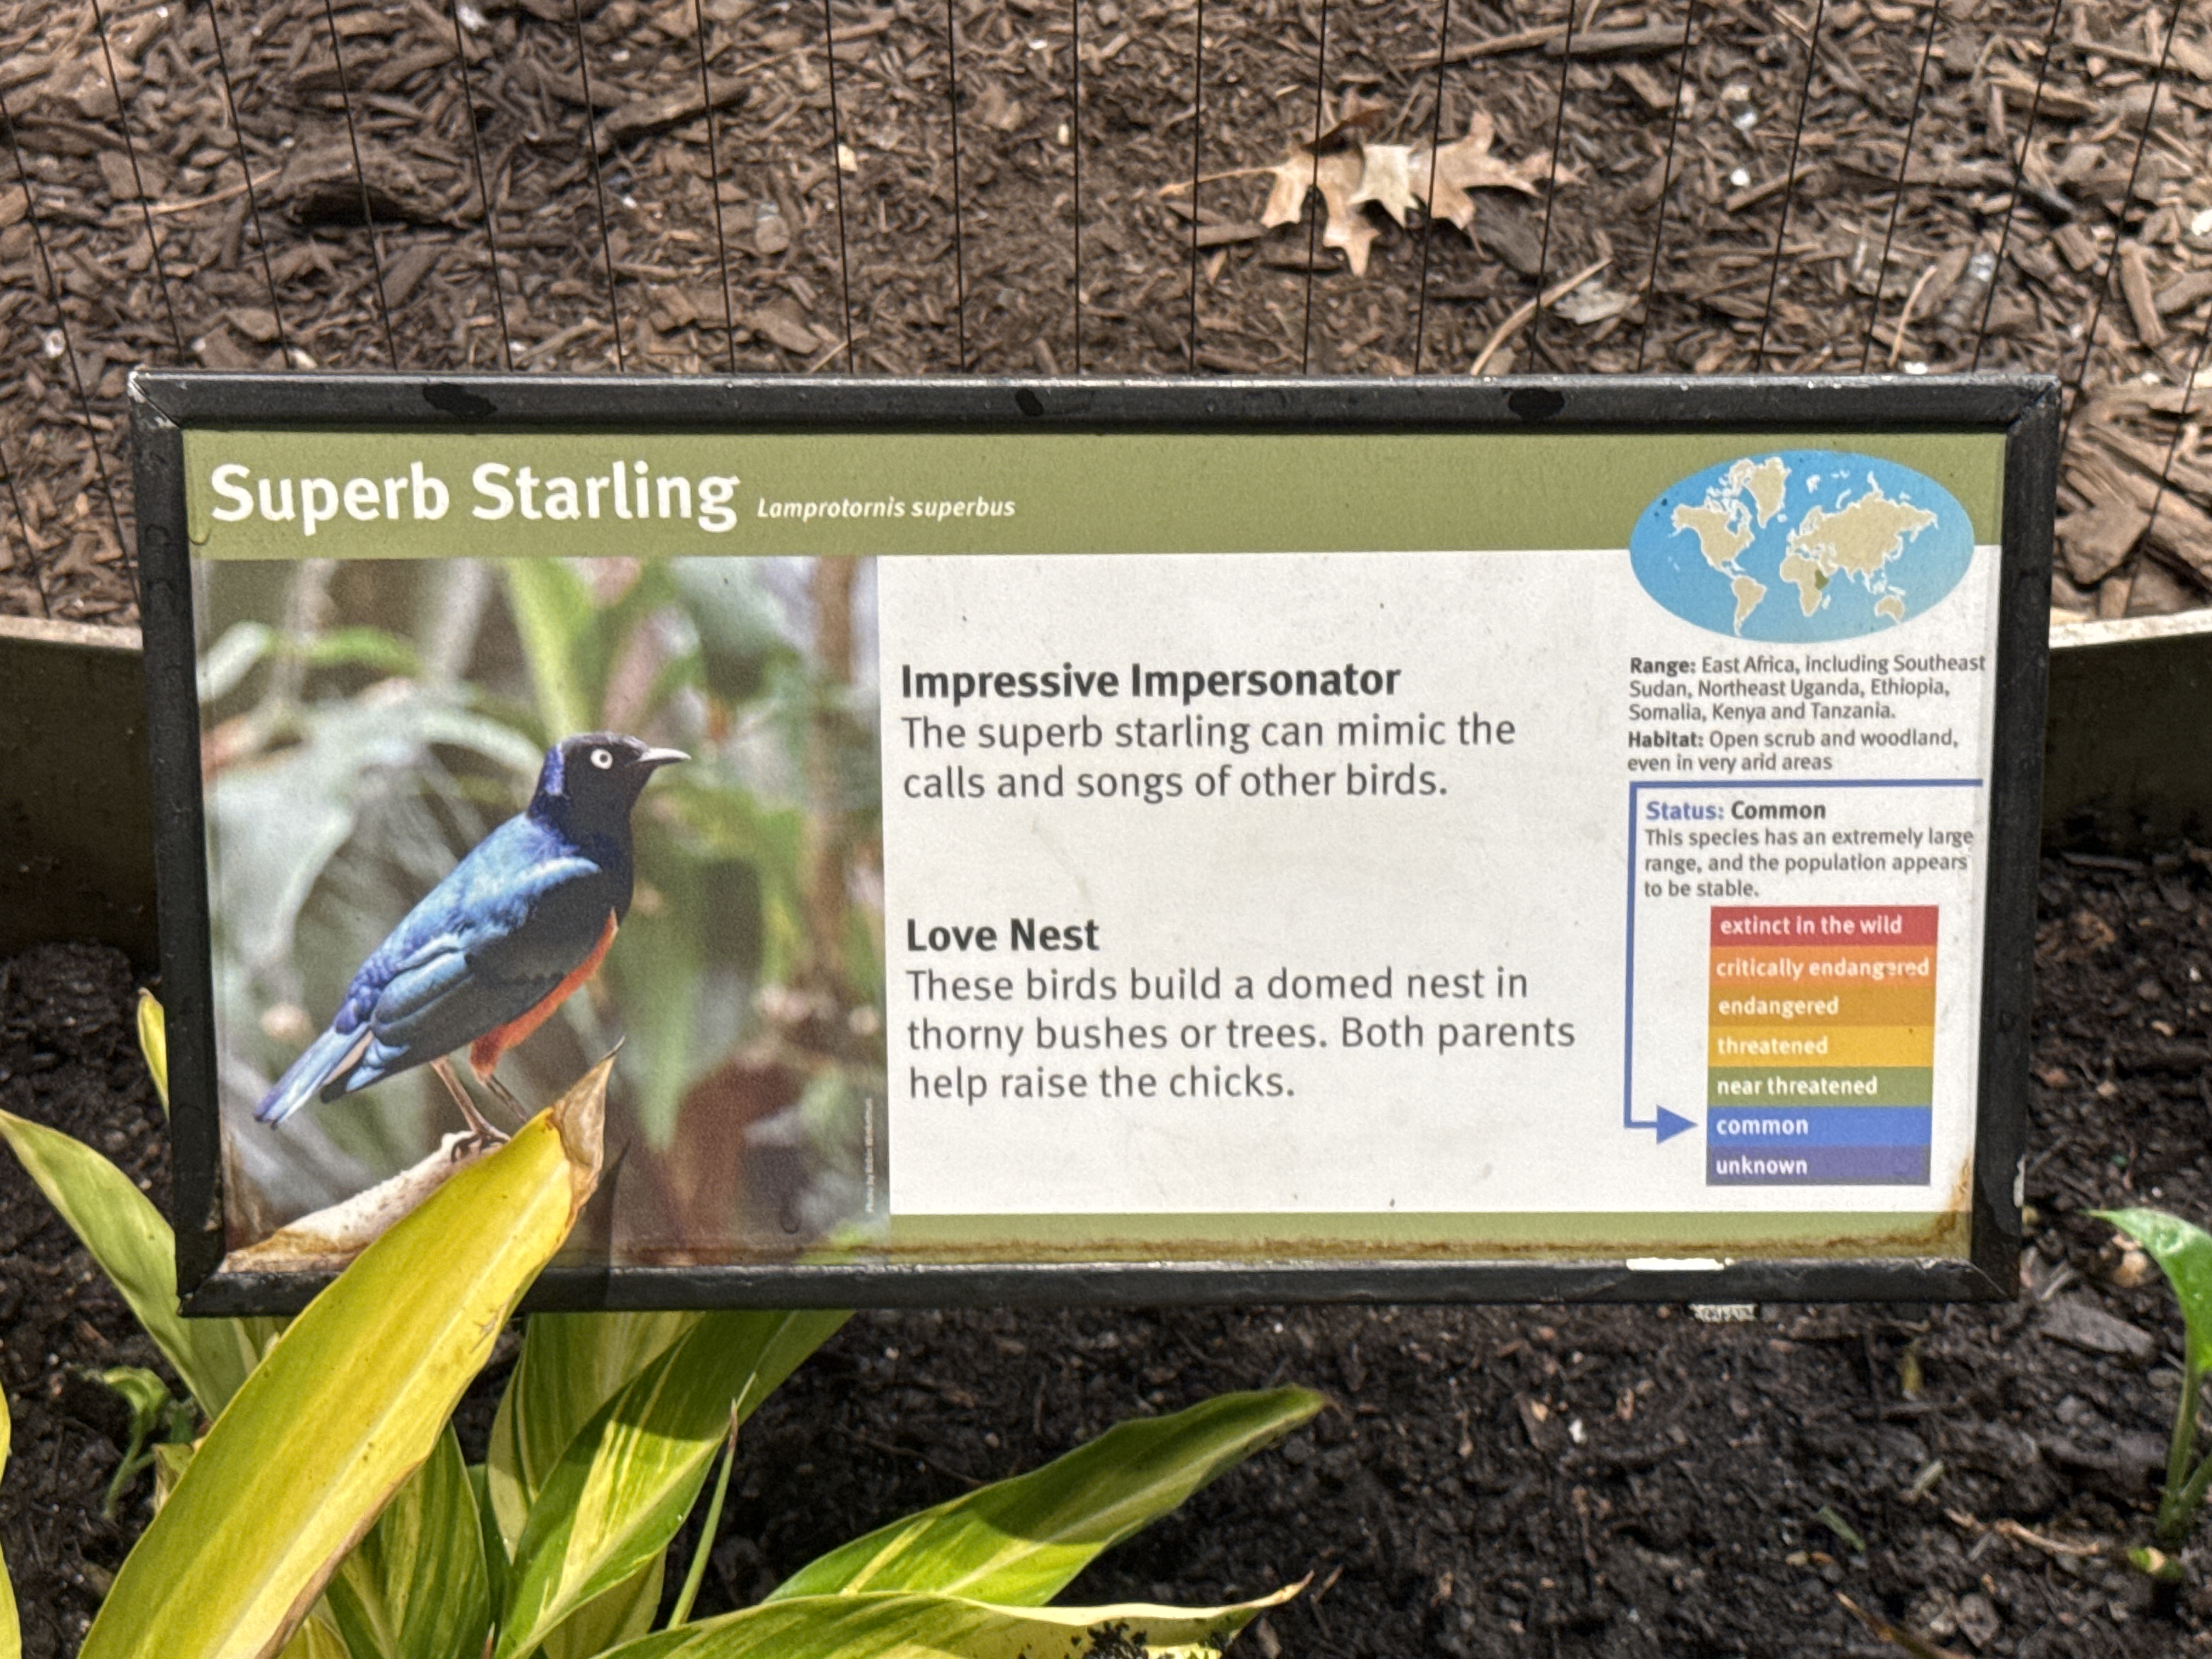 Superb Starling Lamprotornis superbus
Impressive Impersonator
The superb starling can mimic the
calls and songs of other birds.
Love Nest
These birds build a domed nest in
thorny bushes or trees. Both parents
help raise the chicks.
Photo by Robin
Range: East Africa, including Southeast
Sudan, Northeast Uganda, Ethiopia,
Somalia, Kenya and Tanzania.
Habitat: Open scrub and woodland,
even in very arid areas
Status: Common
This species has an extremely large
range, and the population appears
to be stable.
extinct in the wild
critically endangered
endangered
threatened
near threatened
common
unknown